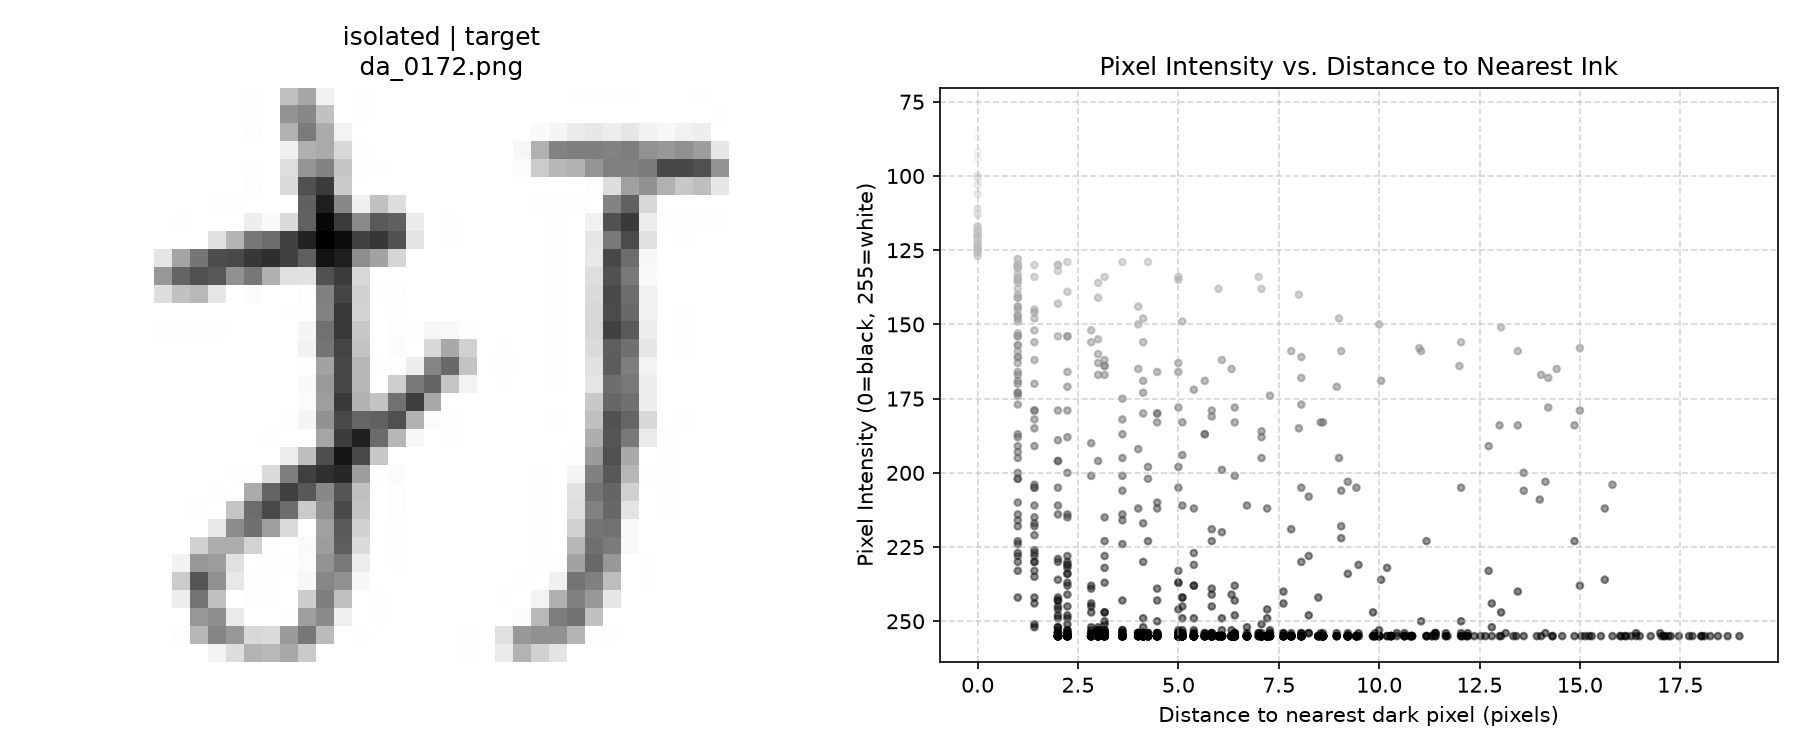 isolated | target
da_0172.png
打
Pixel Intensity vs. Distance to Nearest Ink
Pixel Intensity (0=black, 255=white)
75
100
125
150
175
200
225
250
0.0 2.5 5.0 7.5 10.0 12.5 15.0 17.5
Distance to nearest dark pixel (pixels)